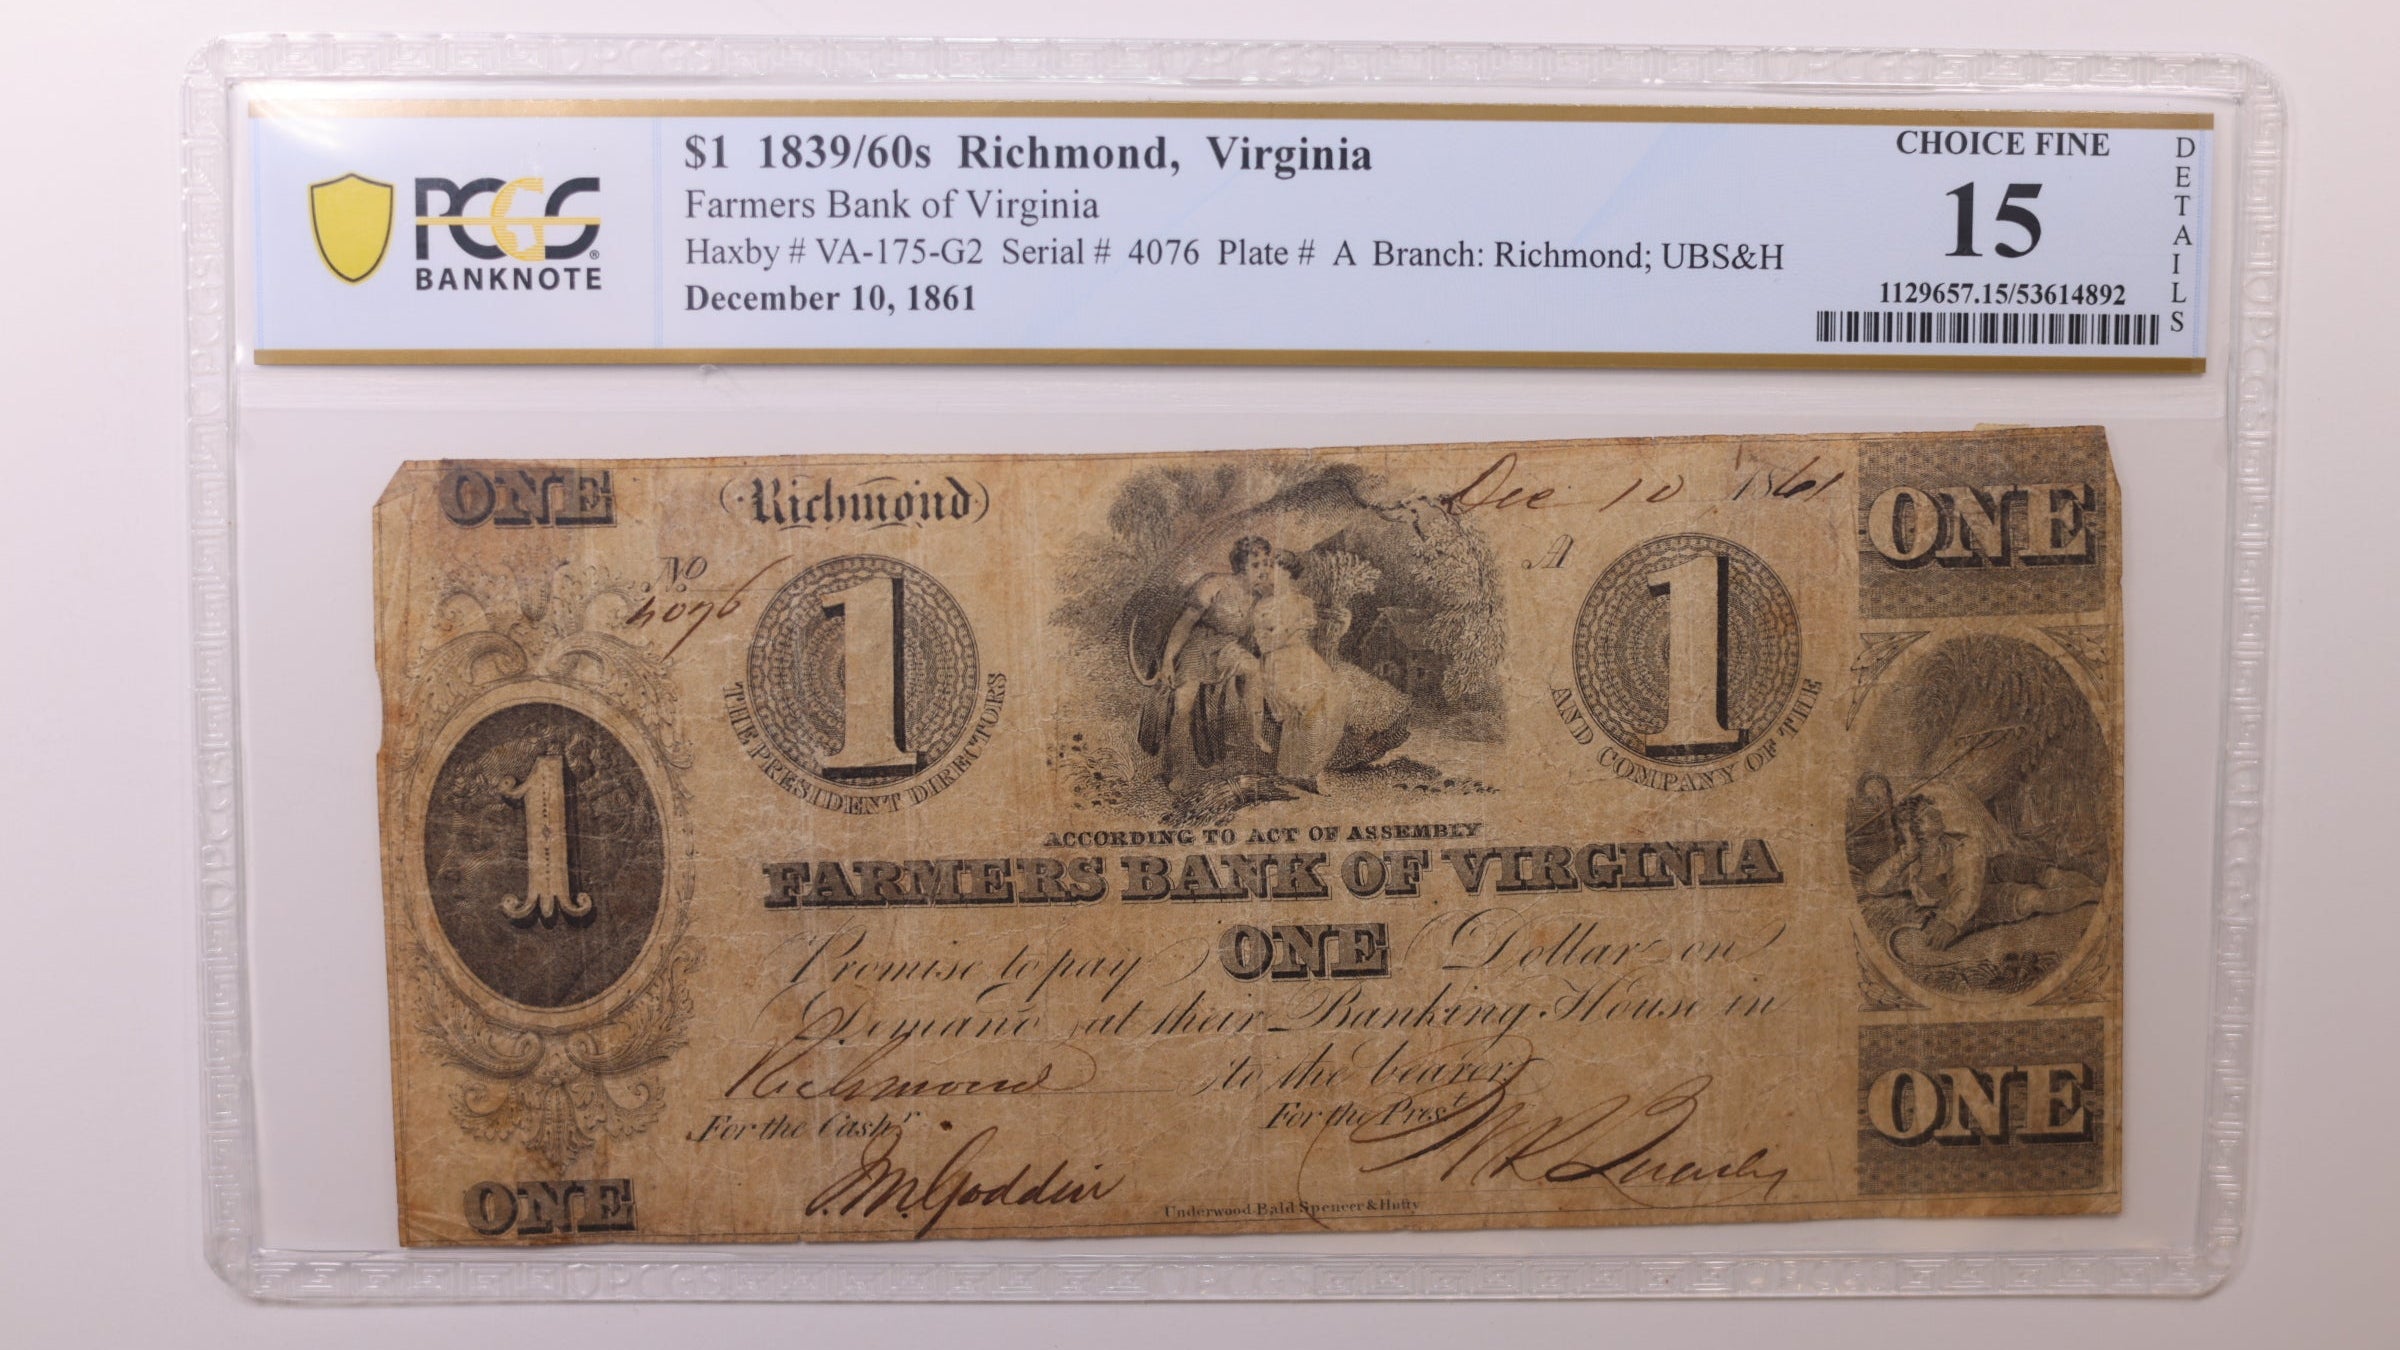 PCGS
BANKNOTE
$1 1839/60s Richmond, Virginia
Farmers Bank of Virginia
Haxby # VA-175-G2 Serial # 4076 Plate # A Branch: Richmond; UBS&H
December 10, 1861
CHOICE FINE
15
1129657.15/53614892
DETAILS
ONE
(Richmond)
Dec 10 1861
ONE
No 4076
A
1
1
1
THE PRESIDENT DIRECTORS
AND COMPANY OF THE
ACCORDING TO ACT OF ASSEMBLY
FARMERS BANK OF VIRGINIA
Promise to pay ONE Dollar on
Demand at their Banking House in
Richmond to the bearer
For the Cashr.
For the Prest.
ONE
ONE
Underwood Bald Spencer & Hufty